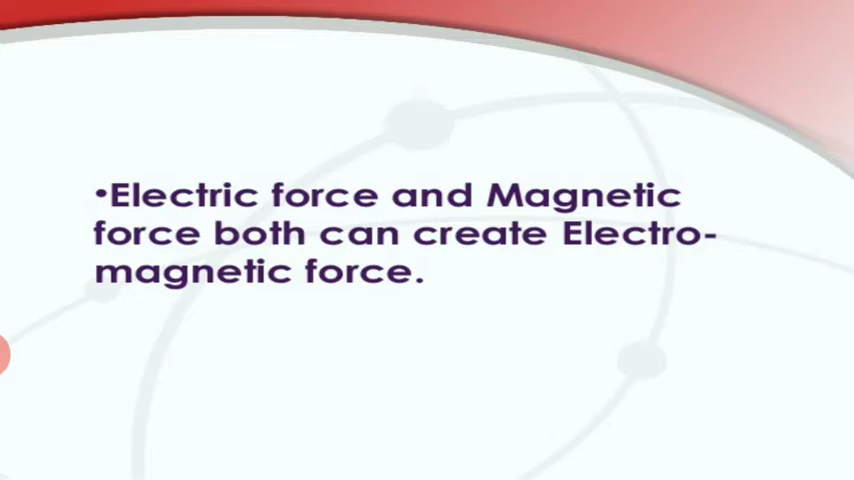 •Electric force and Magnetic
force both can create Electro-
magnetic force.